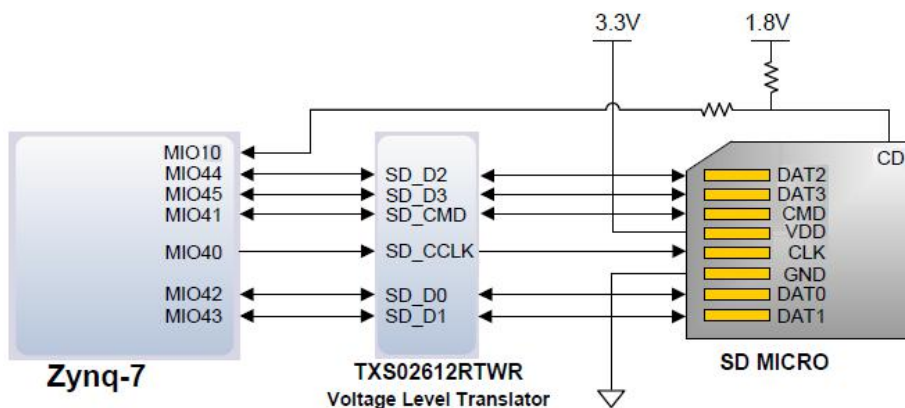 3.3V
1.8V
MIO10
MIO44
MIO45
MIO41
MIO40
MIO42
MIO43
Zynq-7
SD_D2
SD_D3
SD_CMD
SD_CCLK
SD_D0
SD_D1
TXS02612RTWR
Voltage Level Translator
CD
DAT2
DAT3
CMD
VDD
CLK
GND
DAT0
DAT1
SD MICRO